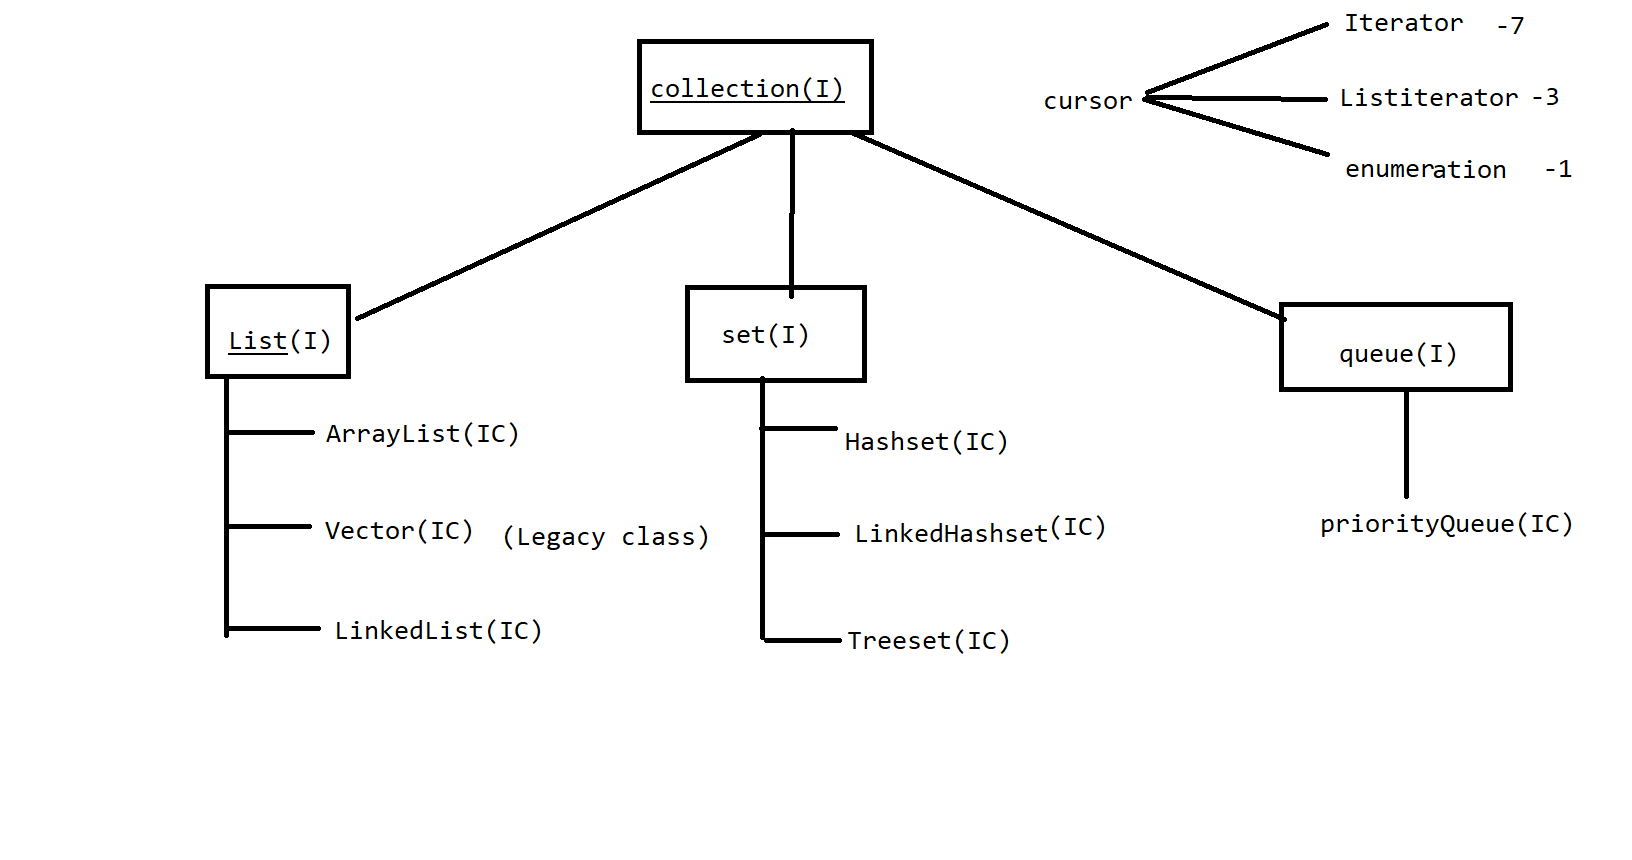 Iterator -7
collection(I)
cursor
Listiterator -3
enumeration -1
List(I)
set(I)
queue(I)
ArrayList(IC)
Hashset(IC)
Vector(IC) (Legacy class)
LinkedHashset(IC)
priorityQueue(IC)
LinkedList(IC)
Treeset(IC)